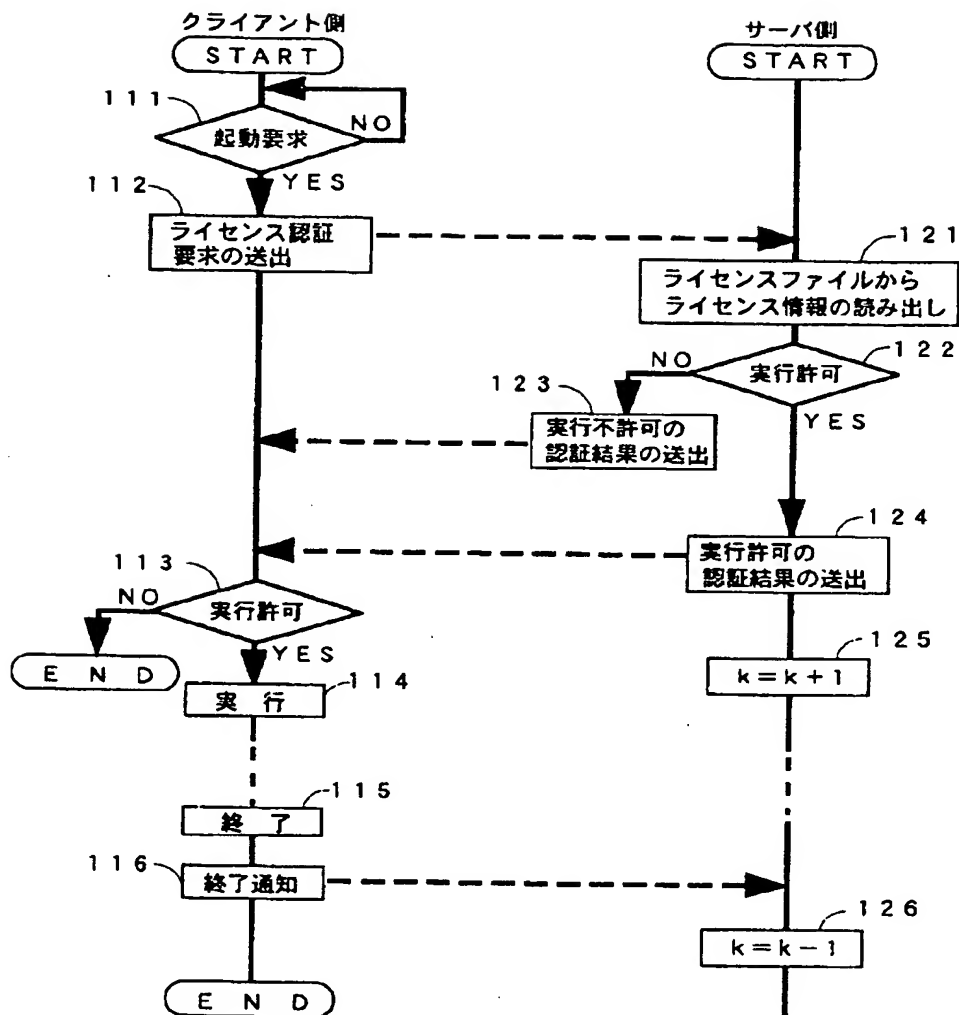 クライアント側
START
サーバ側
START
111
起動要求
NO
YES
112
ライセンス認証
要求の送出
121
ライセンスファイルから
ライセンス情報の読み出し
122
実行許可
NO
YES
123
実行不許可の
認証結果の送出
124
実行許可の
認証結果の送出
113
実行許可
NO
YES
END
125
k=k+1
114
実行
115
終了
116
終了通知
126
k=k-1
END